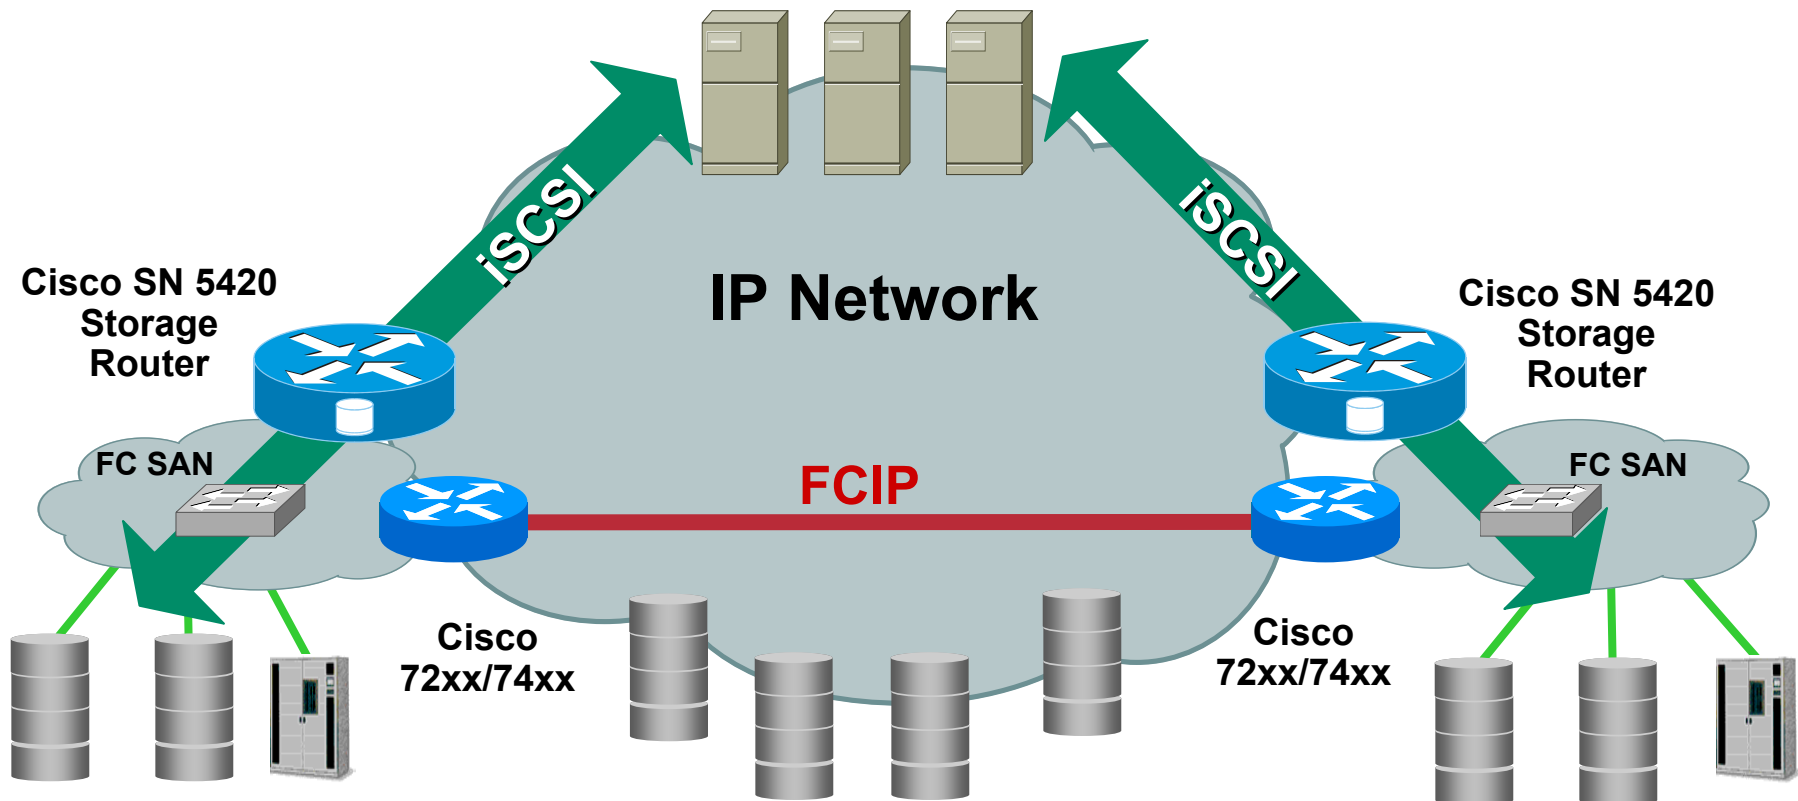 iSCSI
iSCSI
IP Network
Cisco SN 5420
Storage
Router
Cisco SN 5420
Storage
Router
FC SAN
FCIP
FC SAN
Cisco
72xx/74xx
Cisco
72xx/74xx